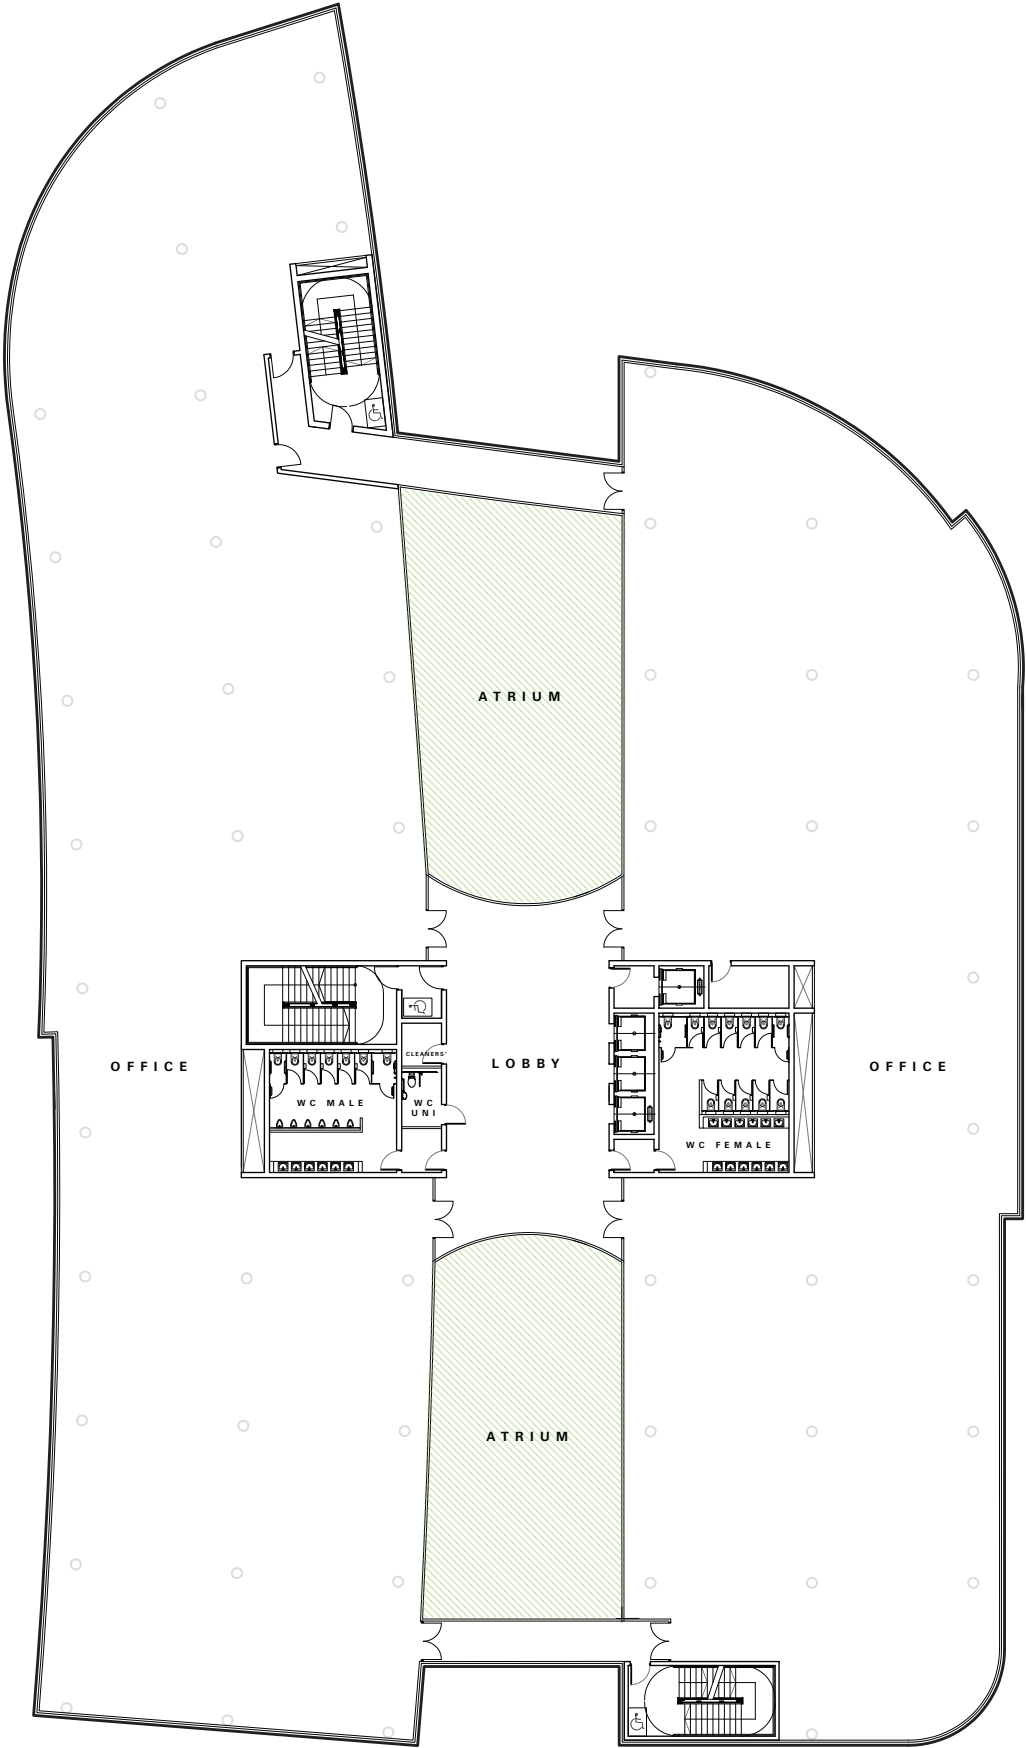 ATRIUM
CLEANERS'
OFFICE
LOBBY
OFFICE
WC MALE
WC
UNI
WC FEMALE
ATRIUM